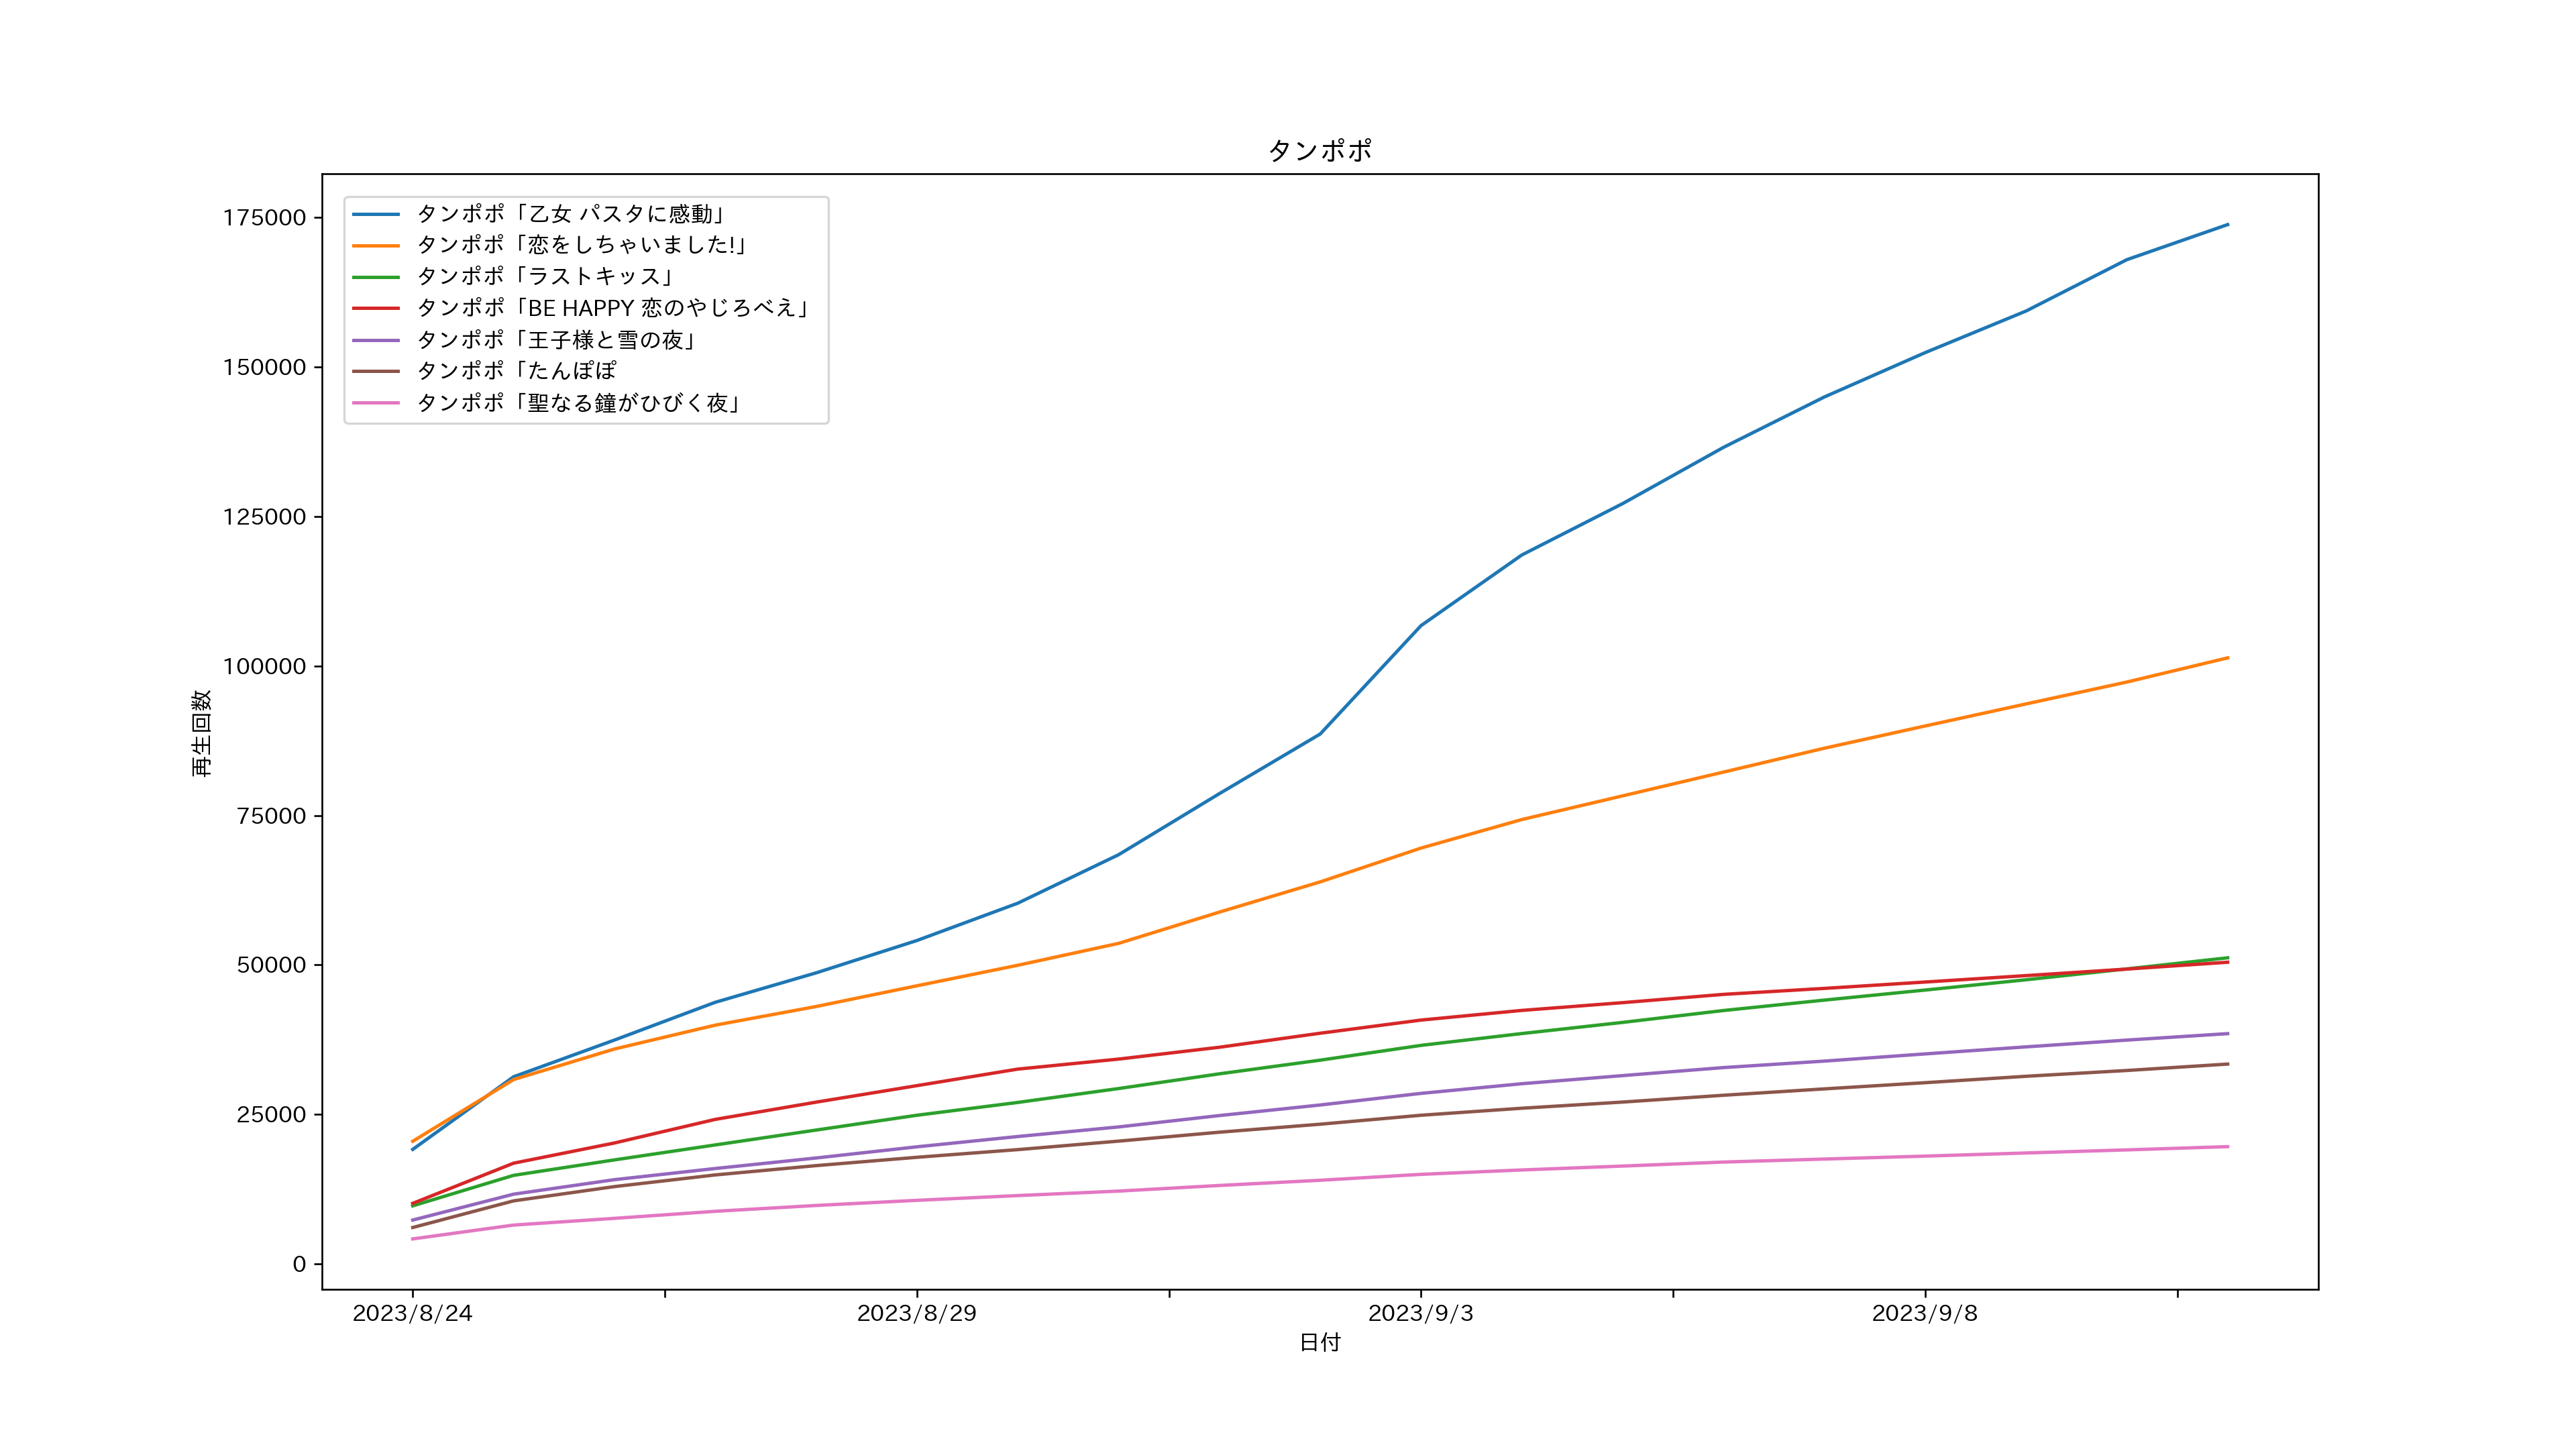 タンポポ
175000
150000
125000
100000
75000
50000
25000
0
再生回数
タンポポ「乙女 パスタに感動」
タンポポ「恋をしちゃいました!」
タンポポ「ラストキッス」
タンポポ「BE HAPPY 恋のやじろべえ」
タンポポ「王子様と雪の夜」
タンポポ「たんぽぽ
タンポポ「聖なる鐘がひびく夜」
2023/8/24 2023/8/29 2023/9/3 2023/9/8
日付